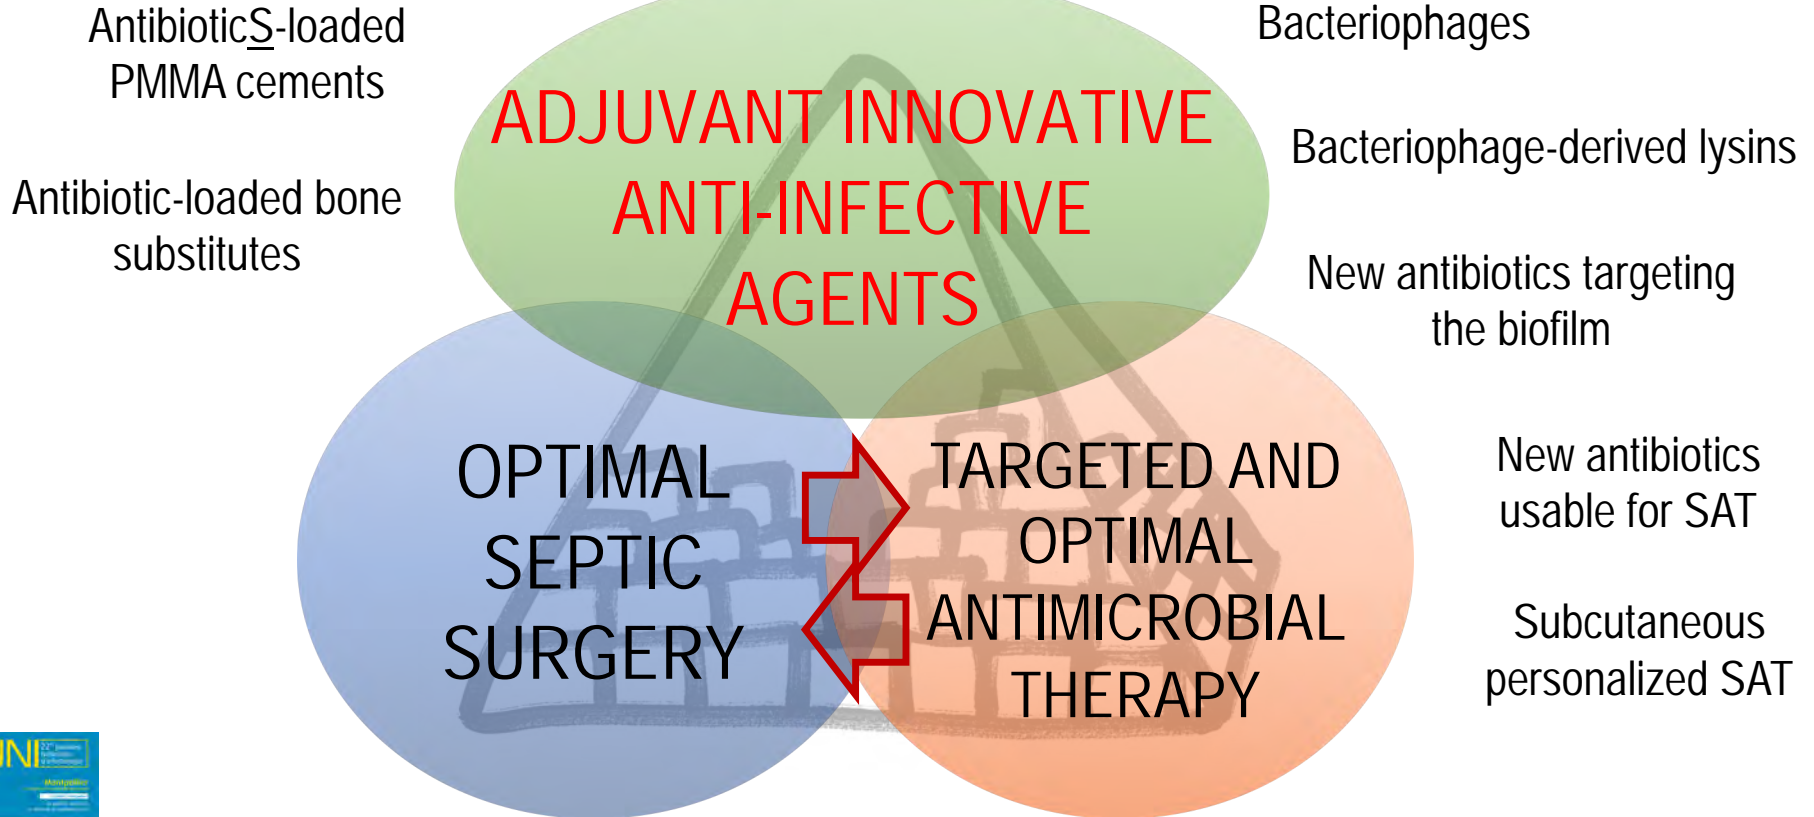 AntibioticS-loaded
PMMA cements
Antibiotic-loaded bone
substitutes
ADJUVANT INNOVATIVE
ANTI-INFECTIVE
AGENTS
Bacteriophages
Bacteriophage-derived lysins
New antibiotics targeting
the biofilm
New antibiotics
usable for SAT
Subcutaneous
personalized SAT
OPTIMAL
SEPTIC
SURGERY
TARGETED AND
OPTIMAL
ANTIMICROBIAL
THERAPY
JNI
Montpellier